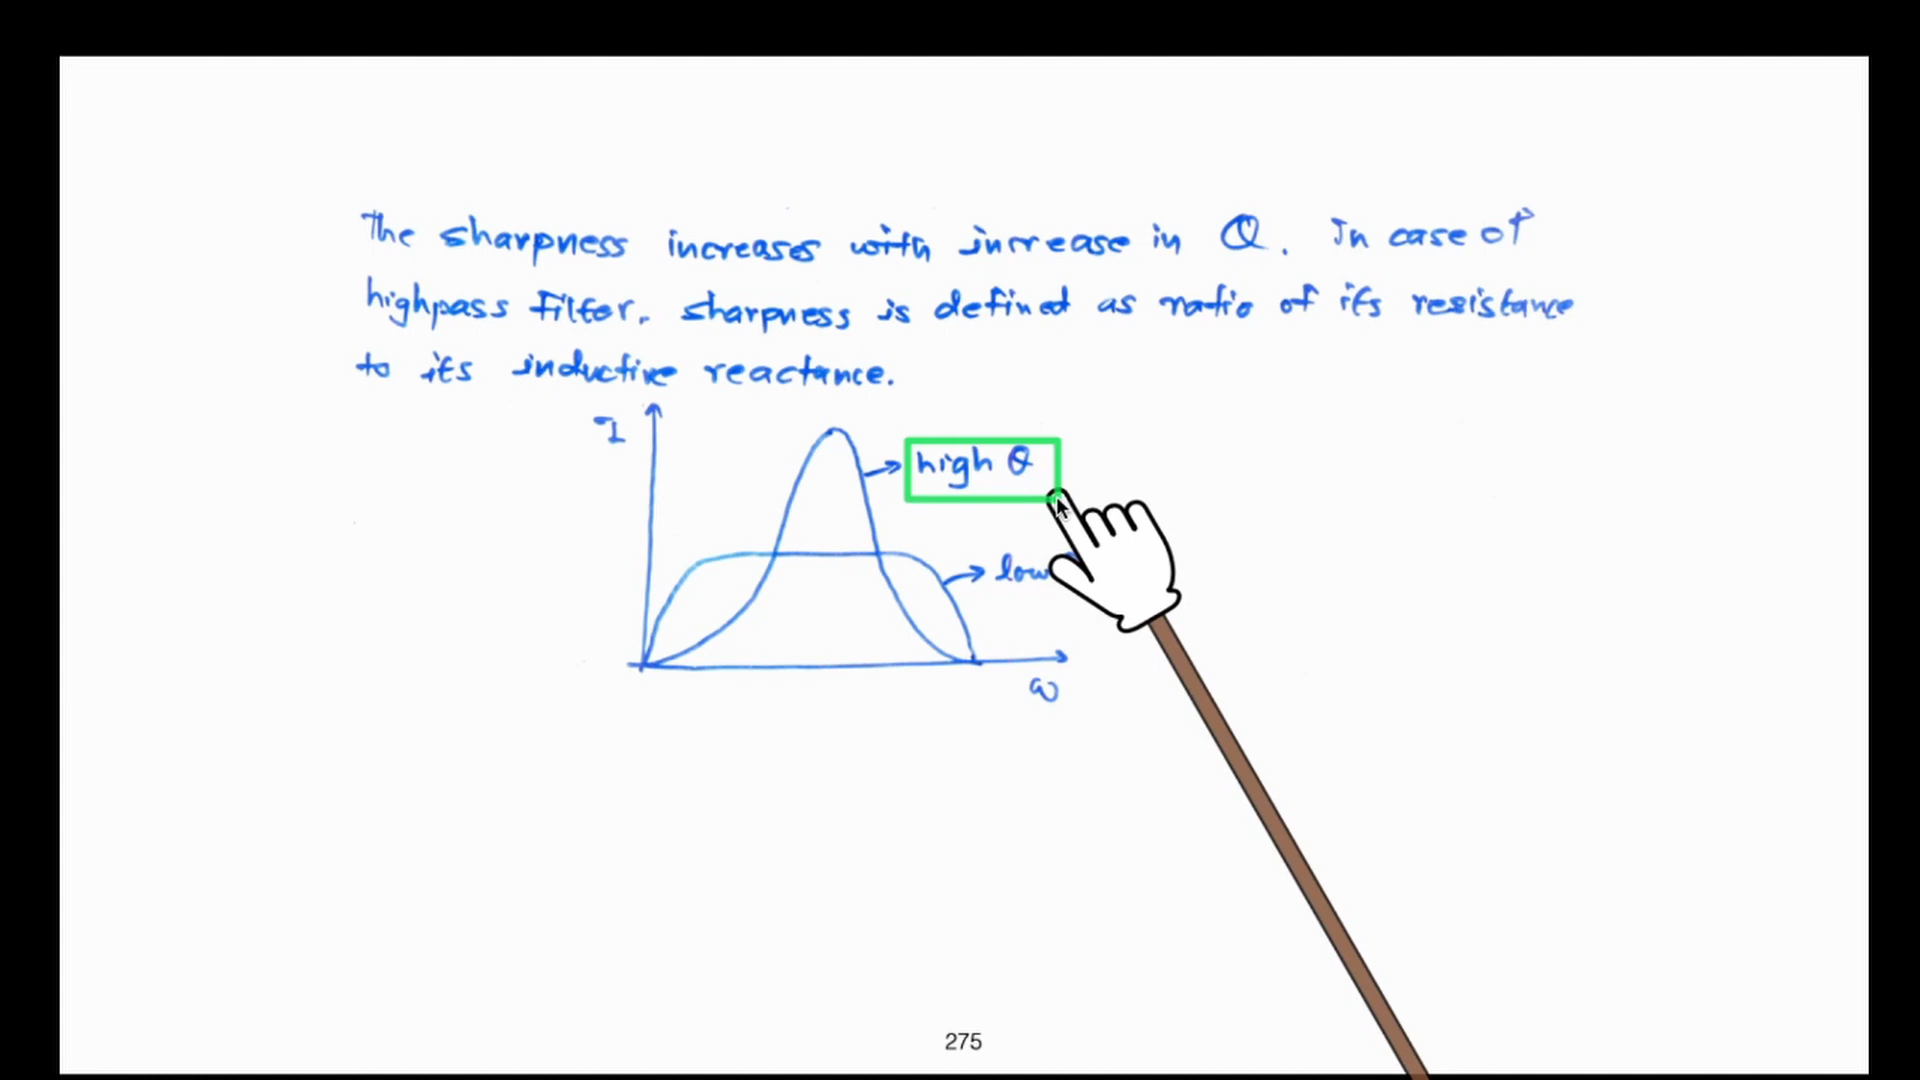 The sharpness increases with increase in Q. In case of
highpass filter. sharpness is defined as ratio of its resistance
to its inductive reactance.
I
high Q
low
ω
275